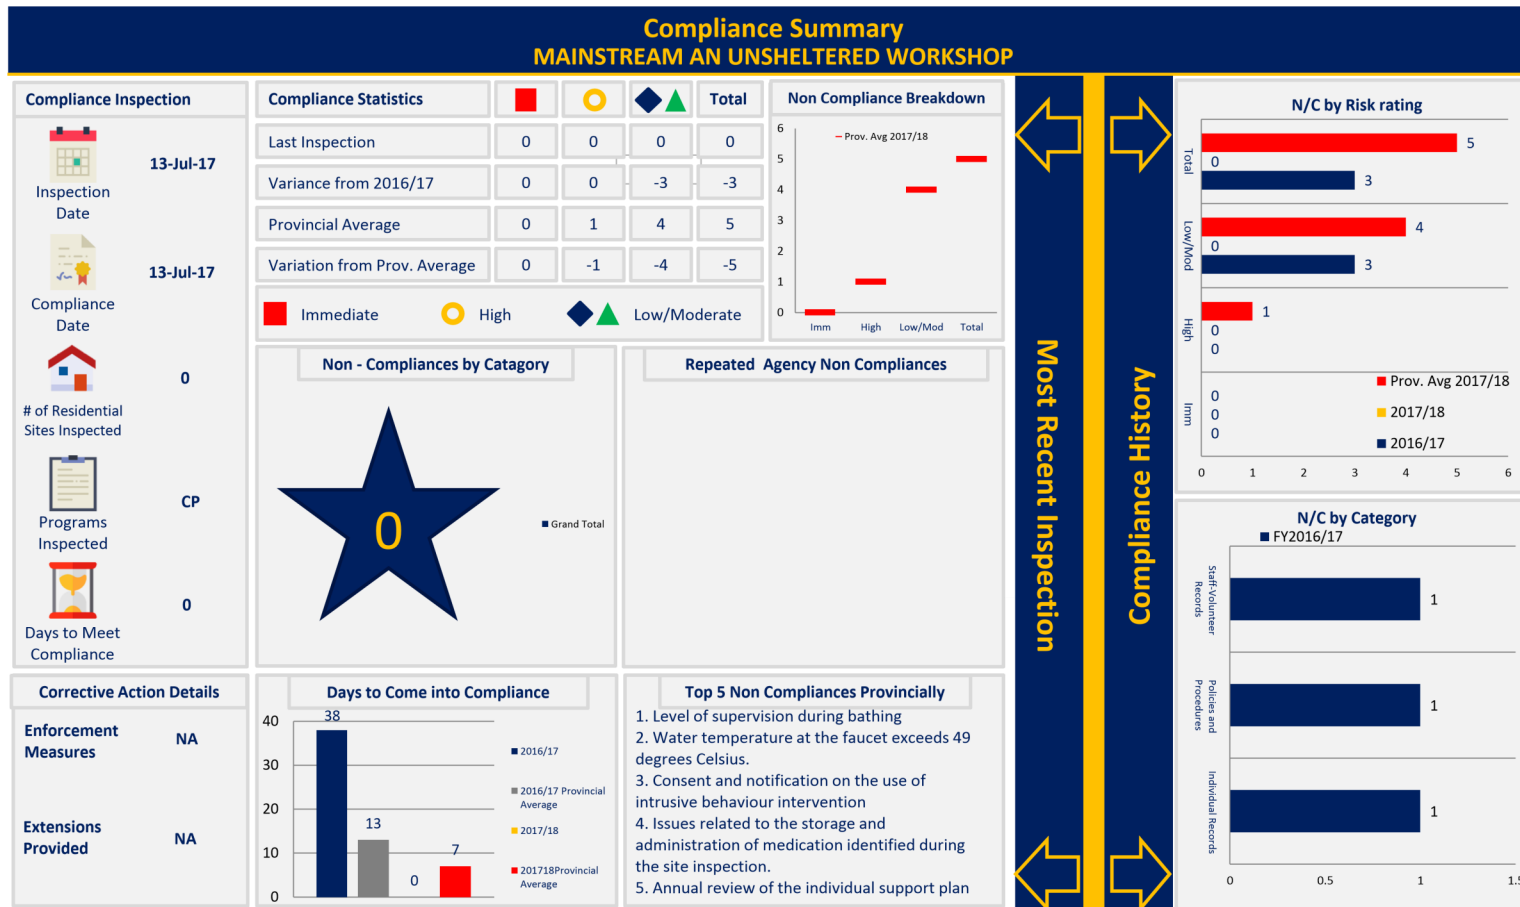 Compliance Summary
MAINSTREAM AN UNSHELTERED WORKSHOP
Compliance Inspection
Inspection
Date
13-Jul-17
Compliance
Date
13-Jul-17
# of Residential
Sites Inspected
0
Programs
Inspected
CP
Days to Meet
Compliance
0
Compliance Statistics Total
Last Inspection 0 0 0 0
Variance from 2016/17 0 0 -3 -3
Provincial Average 0 1 4 5
Variation from Prov. Average 0 -1 -4 -5
Immediate High Low/Moderate
Non Compliance Breakdown
Prov. Avg 2017/18
6
5
4
3
2
1
0
Imm High Low/Mod Total
Non - Compliances by Catagory
0
Grand Total
Repeated Agency Non Compliances
Corrective Action Details
Enforcement
Measures
NA
Extensions
Provided
NA
Days to Come into Compliance
40
30
20
10
0
38
13
0
7
2016/17
2016/17 Provincial
Average
2017/18
201718Provincial
Average
Top 5 Non Compliances Provincially
1. Level of supervision during bathing
2. Water temperature at the faucet exceeds 49
degrees Celsius.
3. Consent and notification on the use of
intrusive behaviour intervention
4. Issues related to the storage and
administration of medication identified during
the site inspection.
5. Annual review of the individual support plan
Most Recent Inspection
Compliance History
N/C by Risk rating
Total
5
0
3
Low/Mod
4
0
3
High
1
0
0
Imm
0
0
0
Prov. Avg 2017/18
2017/18
2016/17
0 1 2 3 4 5 6
N/C by Category
FY2016/17
Staff-Volunteer
Records
1
Policies and
Procedures
1
Individual Records
1
0 0.5 1 1.5